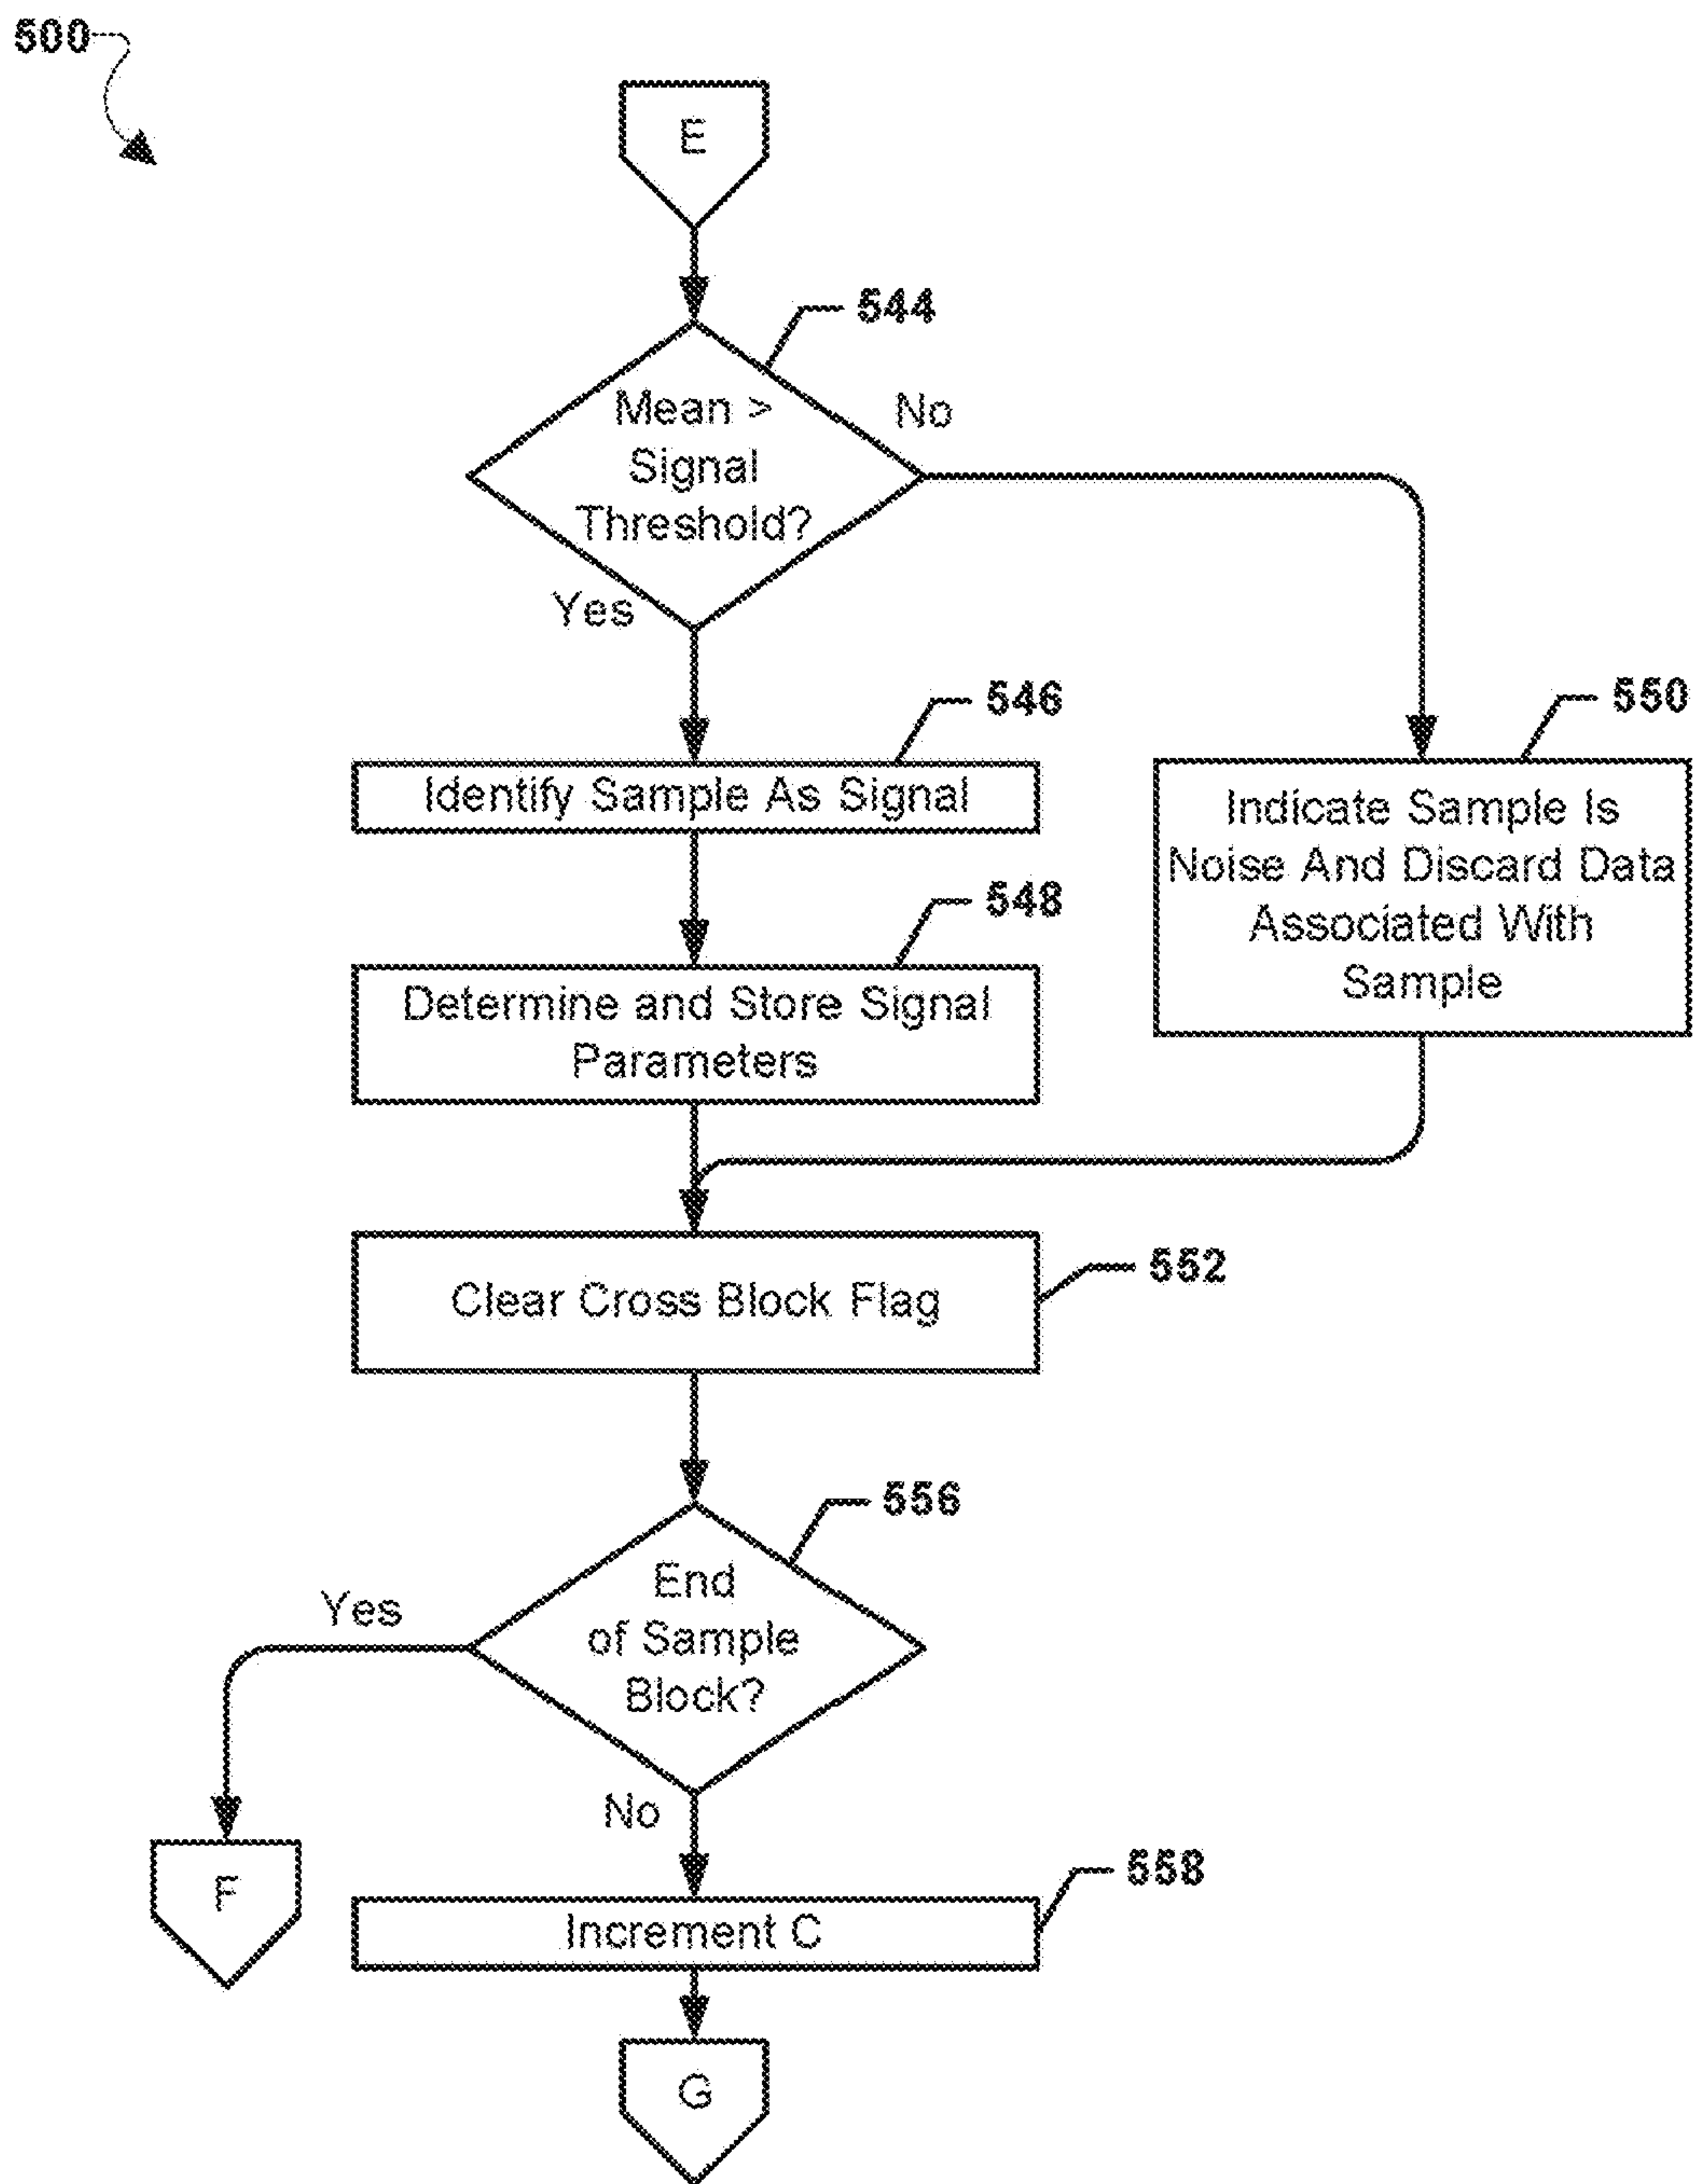 500
E
544
Mean >
Signal
Threshold?
No
Yes
546
Identify Sample As Signal
550
Indicate Sample Is
Noise And Discard Data
Associated With
Sample
548
Determine and Store Signal
Parameters
552
Clear Cross Block Flag
556
End
of Sample
Block?
Yes
No
F
558
Increment C
G